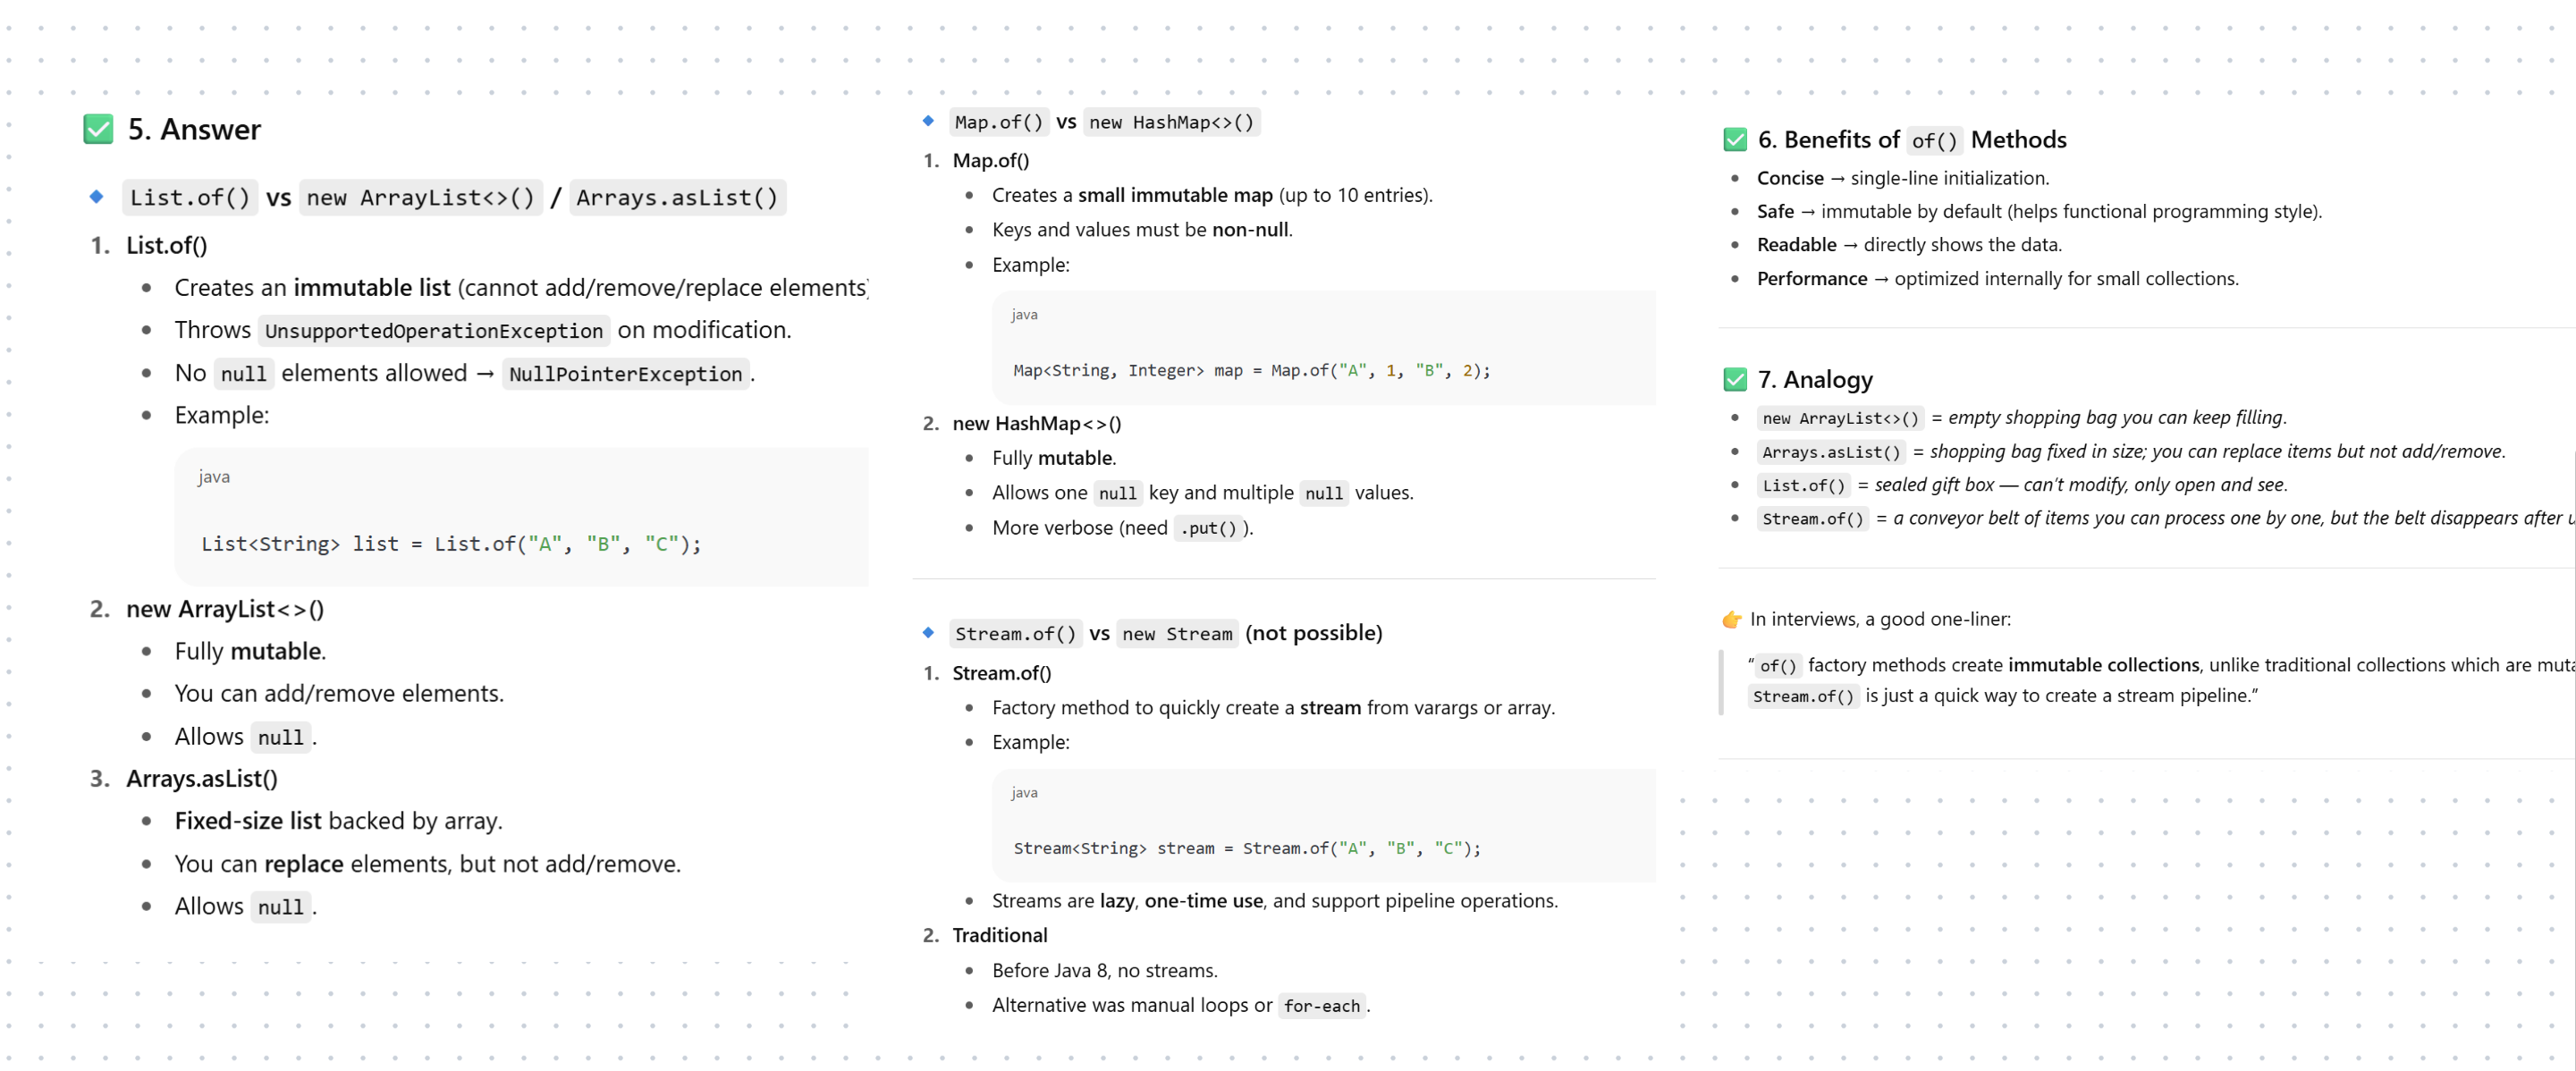 ✅ 5. Answer
🔹 List.of() vs new ArrayList<>() / Arrays.asList()
1. List.of()
• Creates an immutable list (cannot add/remove/replace elements)
• Throws UnsupportedOperationException on modification.
• No null elements allowed → NullPointerException.
• Example:
java
List<String> list = List.of("A", "B", "C");
2. new ArrayList<>()
• Fully mutable.
• You can add/remove elements.
• Allows null.
3. Arrays.asList()
• Fixed-size list backed by array.
• You can replace elements, but not add/remove.
• Allows null.
🔹 Map.of() vs new HashMap<>()
1. Map.of()
• Creates a small immutable map (up to 10 entries).
• Keys and values must be non-null.
• Example:
java
Map<String, Integer> map = Map.of("A", 1, "B", 2);
2. new HashMap<>()
• Fully mutable.
• Allows one null key and multiple null values.
• More verbose (need .put()).
🔹 Stream.of() vs new Stream (not possible)
1. Stream.of()
• Factory method to quickly create a stream from varargs or array.
• Example:
java
Stream<String> stream = Stream.of("A", "B", "C");
• Streams are lazy, one-time use, and support pipeline operations.
2. Traditional
• Before Java 8, no streams.
• Alternative was manual loops or for-each.
✅ 6. Benefits of of() Methods
• Concise → single-line initialization.
• Safe → immutable by default (helps functional programming style).
• Readable → directly shows the data.
• Performance → optimized internally for small collections.
✅ 7. Analogy
• new ArrayList<>() = empty shopping bag you can keep filling.
• Arrays.asList() = shopping bag fixed in size; you can replace items but not add/remove.
• List.of() = sealed gift box — can't modify, only open and see.
• Stream.of() = a conveyor belt of items you can process one by one, but the belt disappears after
👉 In interviews, a good one-liner:
“of() factory methods create immutable collections, unlike traditional collections which are
Stream.of() is just a quick way to create a stream pipeline.”